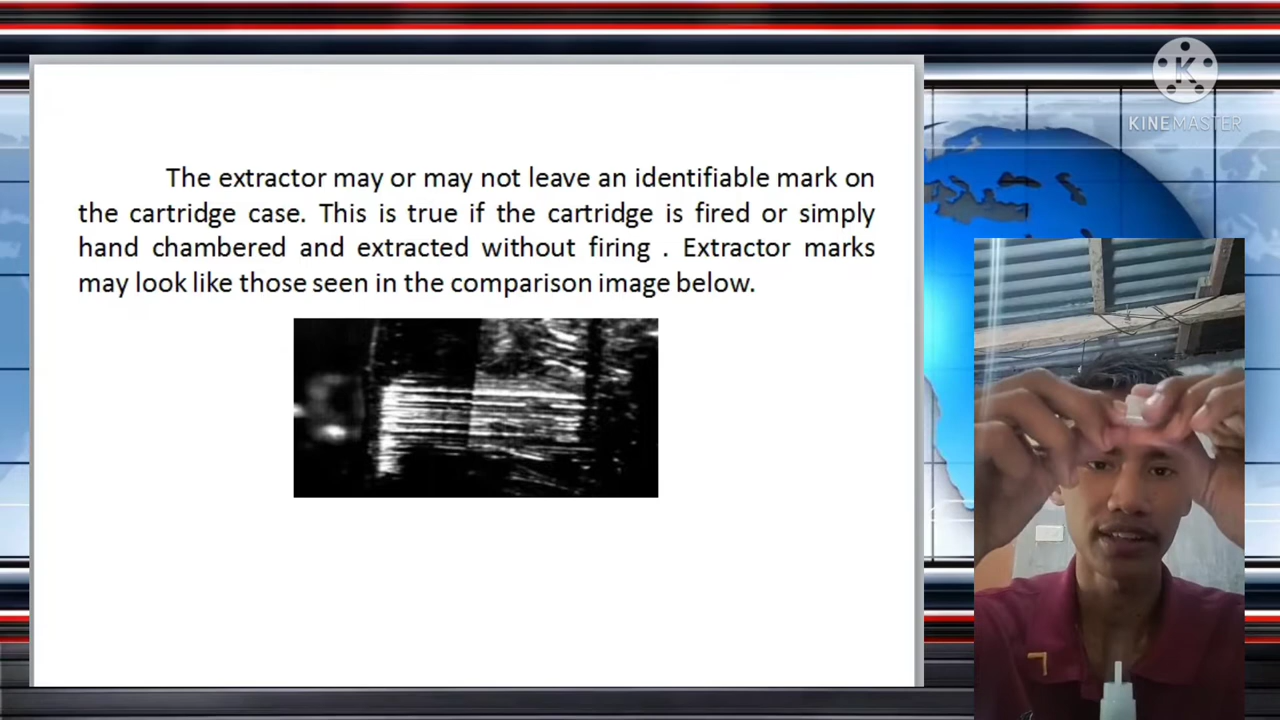 The extractor may or may not leave an identifiable mark on
the cartridge case. This is true if the cartridge is fired or simply
hand chambered and extracted without firing . Extractor marks
may look like those seen in the comparison image below.
K
KINEMASTER